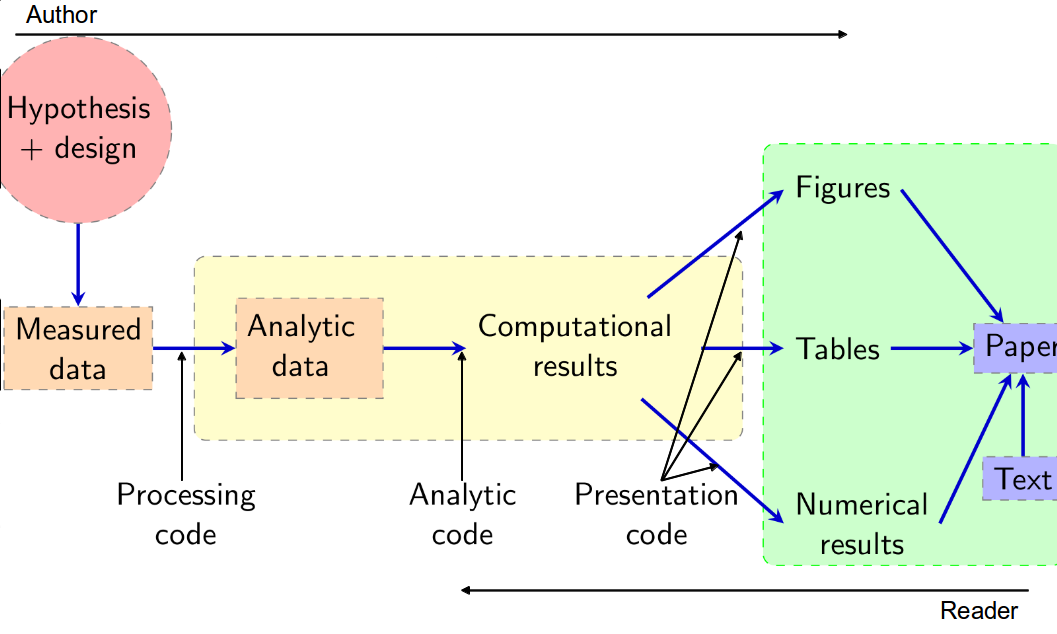 Author
Hypothesis
+ design
Figures
Measured
data
Analytic
data
Computational
results
Tables
Paper
Processing
code
Analytic
code
Presentation
code
Numerical
results
Text
Reader